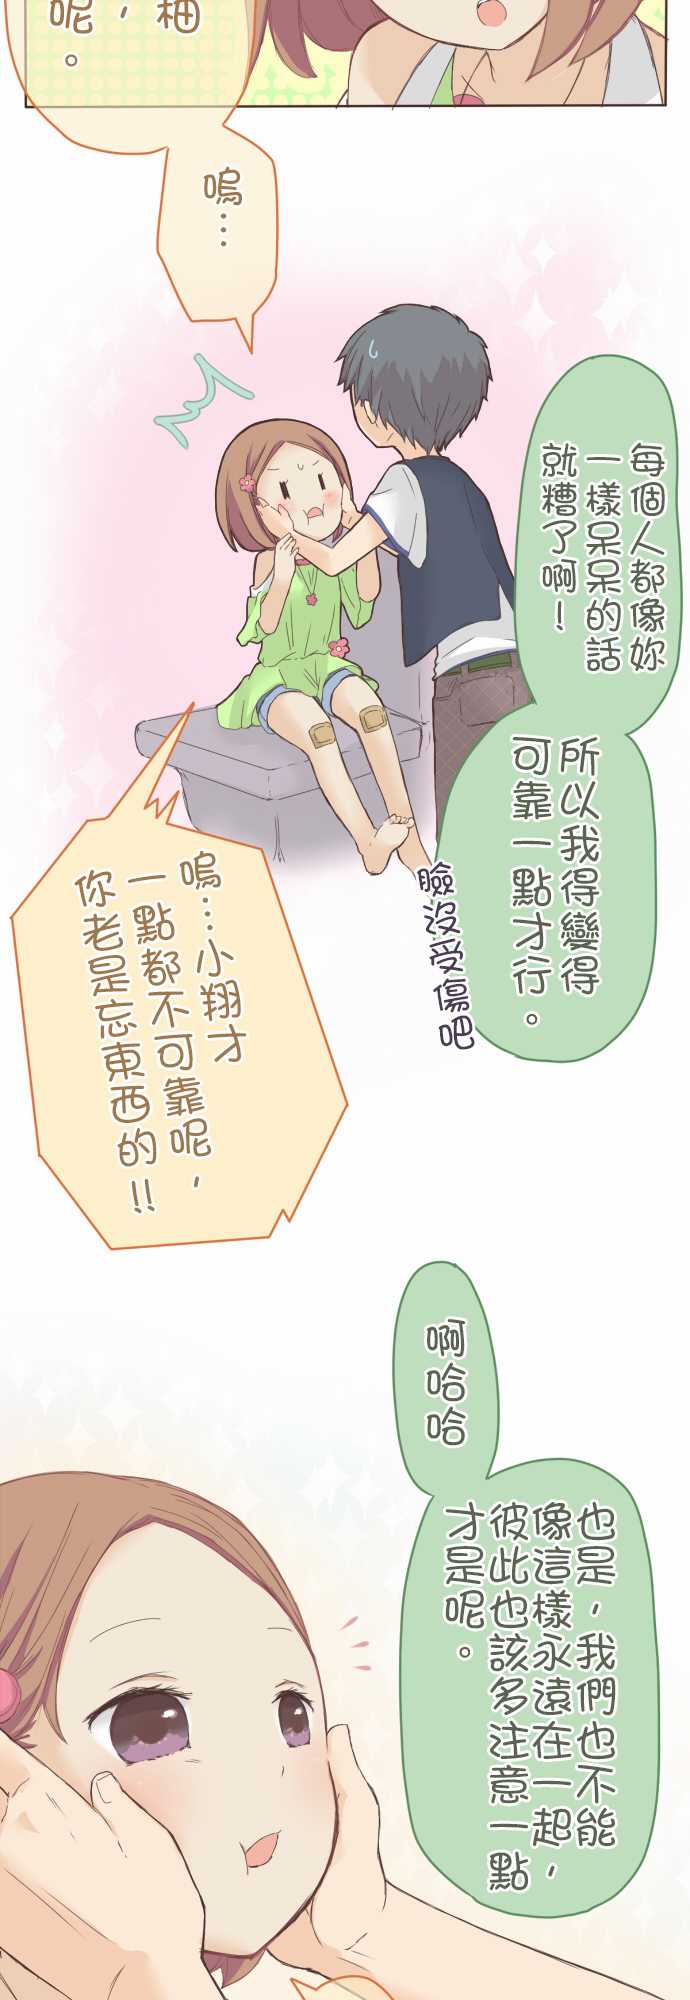 呢，柚
。
嗚…
每個人都像妳
一樣呆呆的話
就糟了啊！
所以我得變得
可靠一點才行。
臉沒受傷吧
嗚…小翔才
一點都不可靠呢，
你老是忘東西的!!
啊哈哈
也是，我們也不能
像這樣永遠在一起，
彼此也該多注意一點
才是呢。